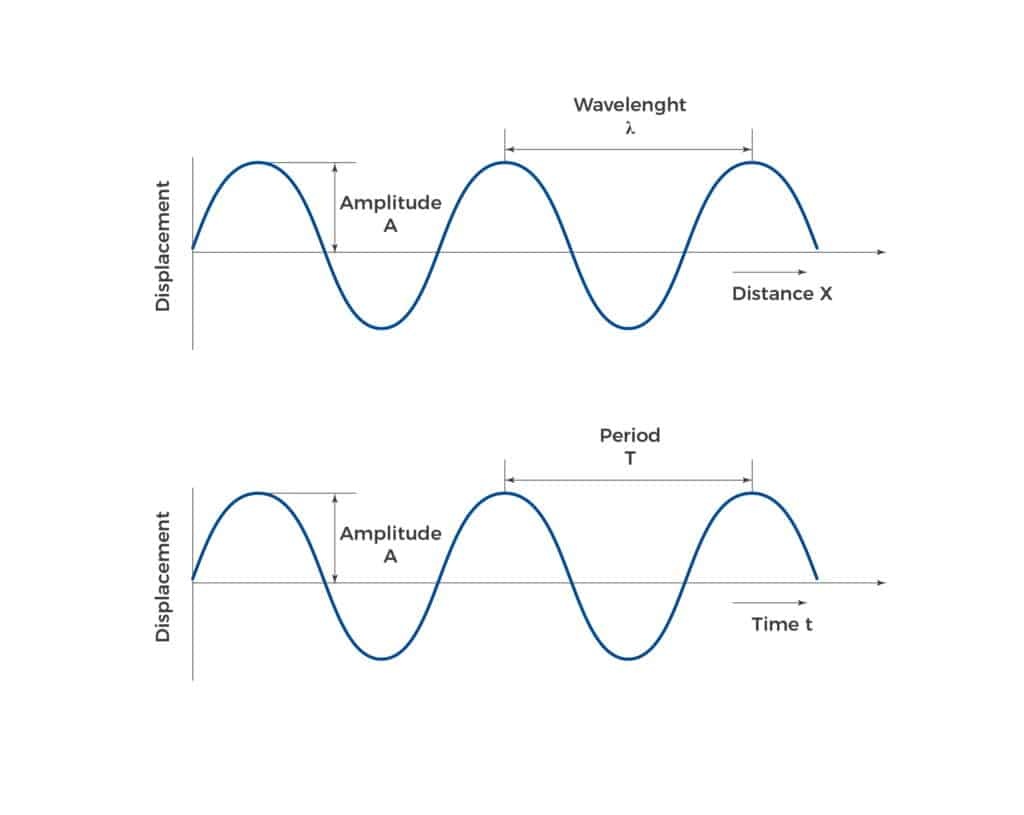 Wavelenght
λ
Displacement
Amplitude
A
Distance X
Period
T
Displacement
Amplitude
A
Time t